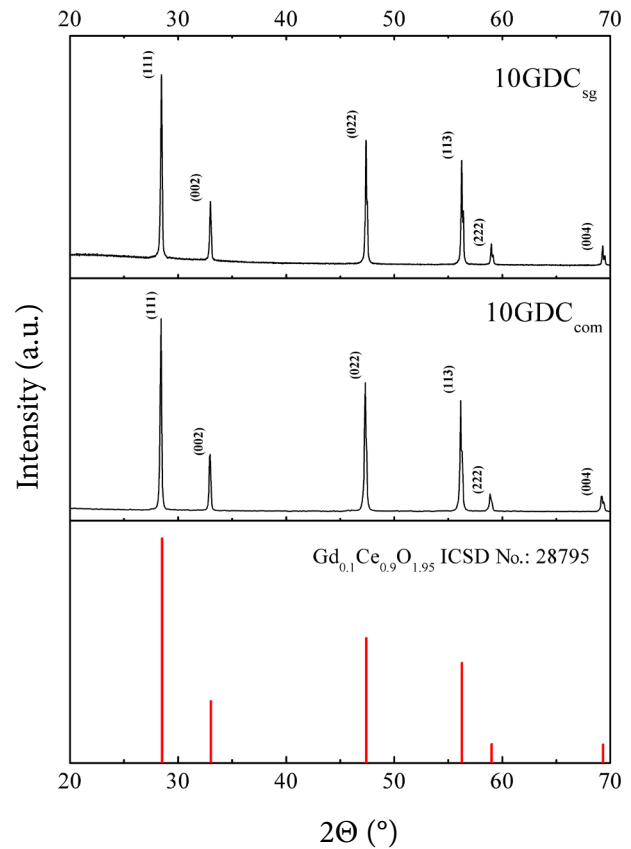 20 30 40 50 60 70
10GDCsg
(111)
(002)
(022)
(113)
(222)
(004)
10GDCcom
(111)
(002)
(022)
(113)
(222)
(004)
Intensity (a.u.)
Gd0.1Ce0.9O1.95 ICSD No.: 28795
20 30 40 50 60 70
2Θ (°)